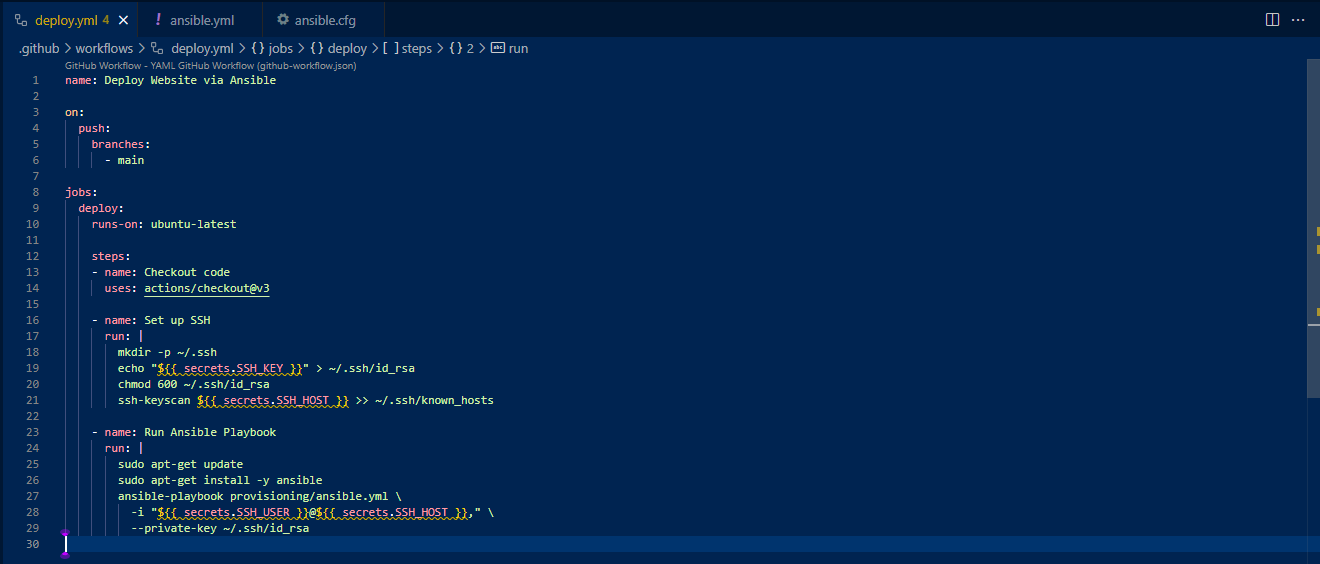 deploy.yml 4 ansible.yml ansible.cfg
.github > workflows > deploy.yml > {} jobs > {} deploy > [ ] steps > {} 2 > abc run
GitHub Workflow - YAML GitHub Workflow (github-workflow.json)
1 name: Deploy Website via Ansible
2
3 on:
4 push:
5 branches:
6 - main
7
8 jobs:
9 deploy:
10 runs-on: ubuntu-latest
11
12 steps:
13 - name: Checkout code
14 uses: actions/checkout@v3
15
16 - name: Set up SSH
17 run: |
18 mkdir -p ~/.ssh
19 echo "${{ secrets.SSH_KEY }}" > ~/.ssh/id_rsa
20 chmod 600 ~/.ssh/id_rsa
21 ssh-keyscan ${{ secrets.SSH_HOST }} >> ~/.ssh/known_hosts
22
23 - name: Run Ansible Playbook
24 run: |
25 sudo apt-get update
26 sudo apt-get install -y ansible
27 ansible-playbook provisioning/ansible.yml \
28 -i "${{ secrets.SSH_USER }}@${{ secrets.SSH_HOST }}," \
29 --private-key ~/.ssh/id_rsa
30